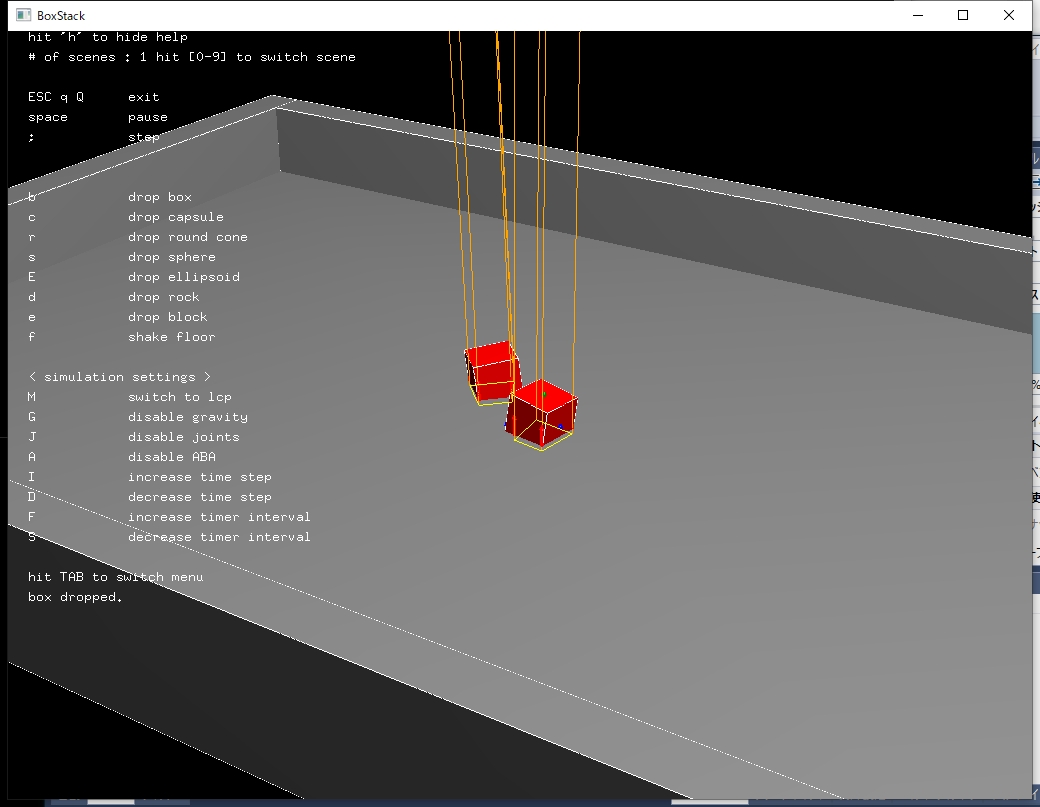 BoxStack
hit 'h' to hide help
# of scenes : 1 hit [0-9] to switch scene
ESC q Q exit
space pause
; step
b drop box
c drop capsule
r drop round cone
s drop sphere
E drop ellipsoid
d drop rock
e drop block
f shake floor
< simulation settings >
M switch to lcp
G disable gravity
J disable joints
A disable ABA
I increase time step
D decrease time step
F increase timer interval
S decrease timer interval
hit TAB to switch menu
box dropped.